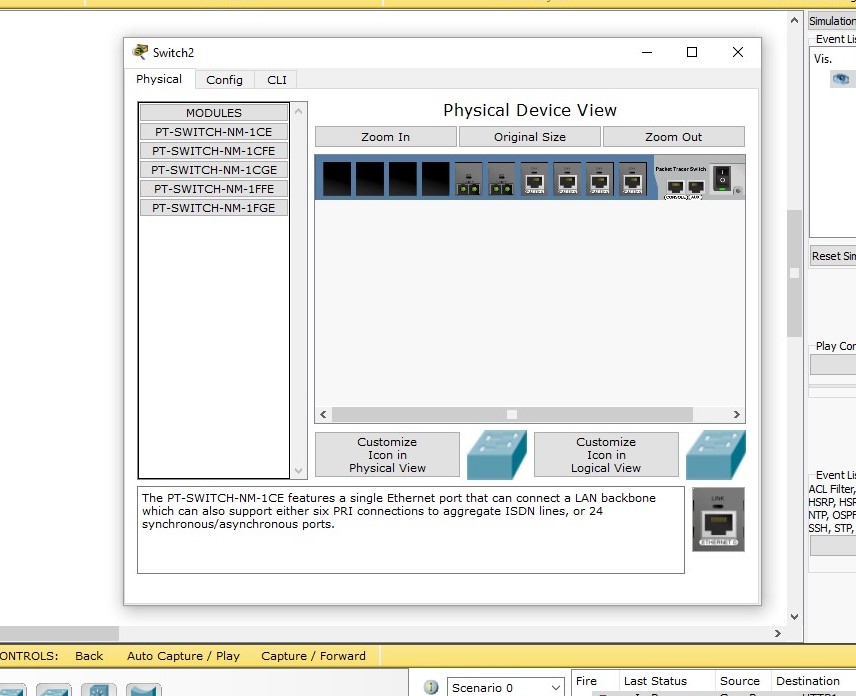 Switch2
Physical
Config
CLI
MODULES
PT-SWITCH-NM-1CE
PT-SWITCH-NM-1CFE
PT-SWITCH-NM-1CGE
PT-SWITCH-NM-1FFE
PT-SWITCH-NM-1FGE
Physical Device View
Zoom In
Original Size
Zoom Out
Packet Tracer Switch
CONSOLE
AUX
Customize
Icon in
Physical View
Customize
Icon in
Logical View
The PT-SWITCH-NM-1CE features a single Ethernet port that can connect a LAN backbone
which can also support either six PRI connections to aggregate ISDN lines, or 24
synchronous/asynchronous ports.
LINK
ETHERNET 0
Simulation
Event Lis
Vis.
Reset Sim
Play Con
Event Lis
ACL Filter,
HSRP, HSR
NTP, OSPF
SSH, STP,
ONTROLS:
Back
Auto Capture / Play
Capture / Forward
Scenario 0
Fire
Last Status
Source
Destination